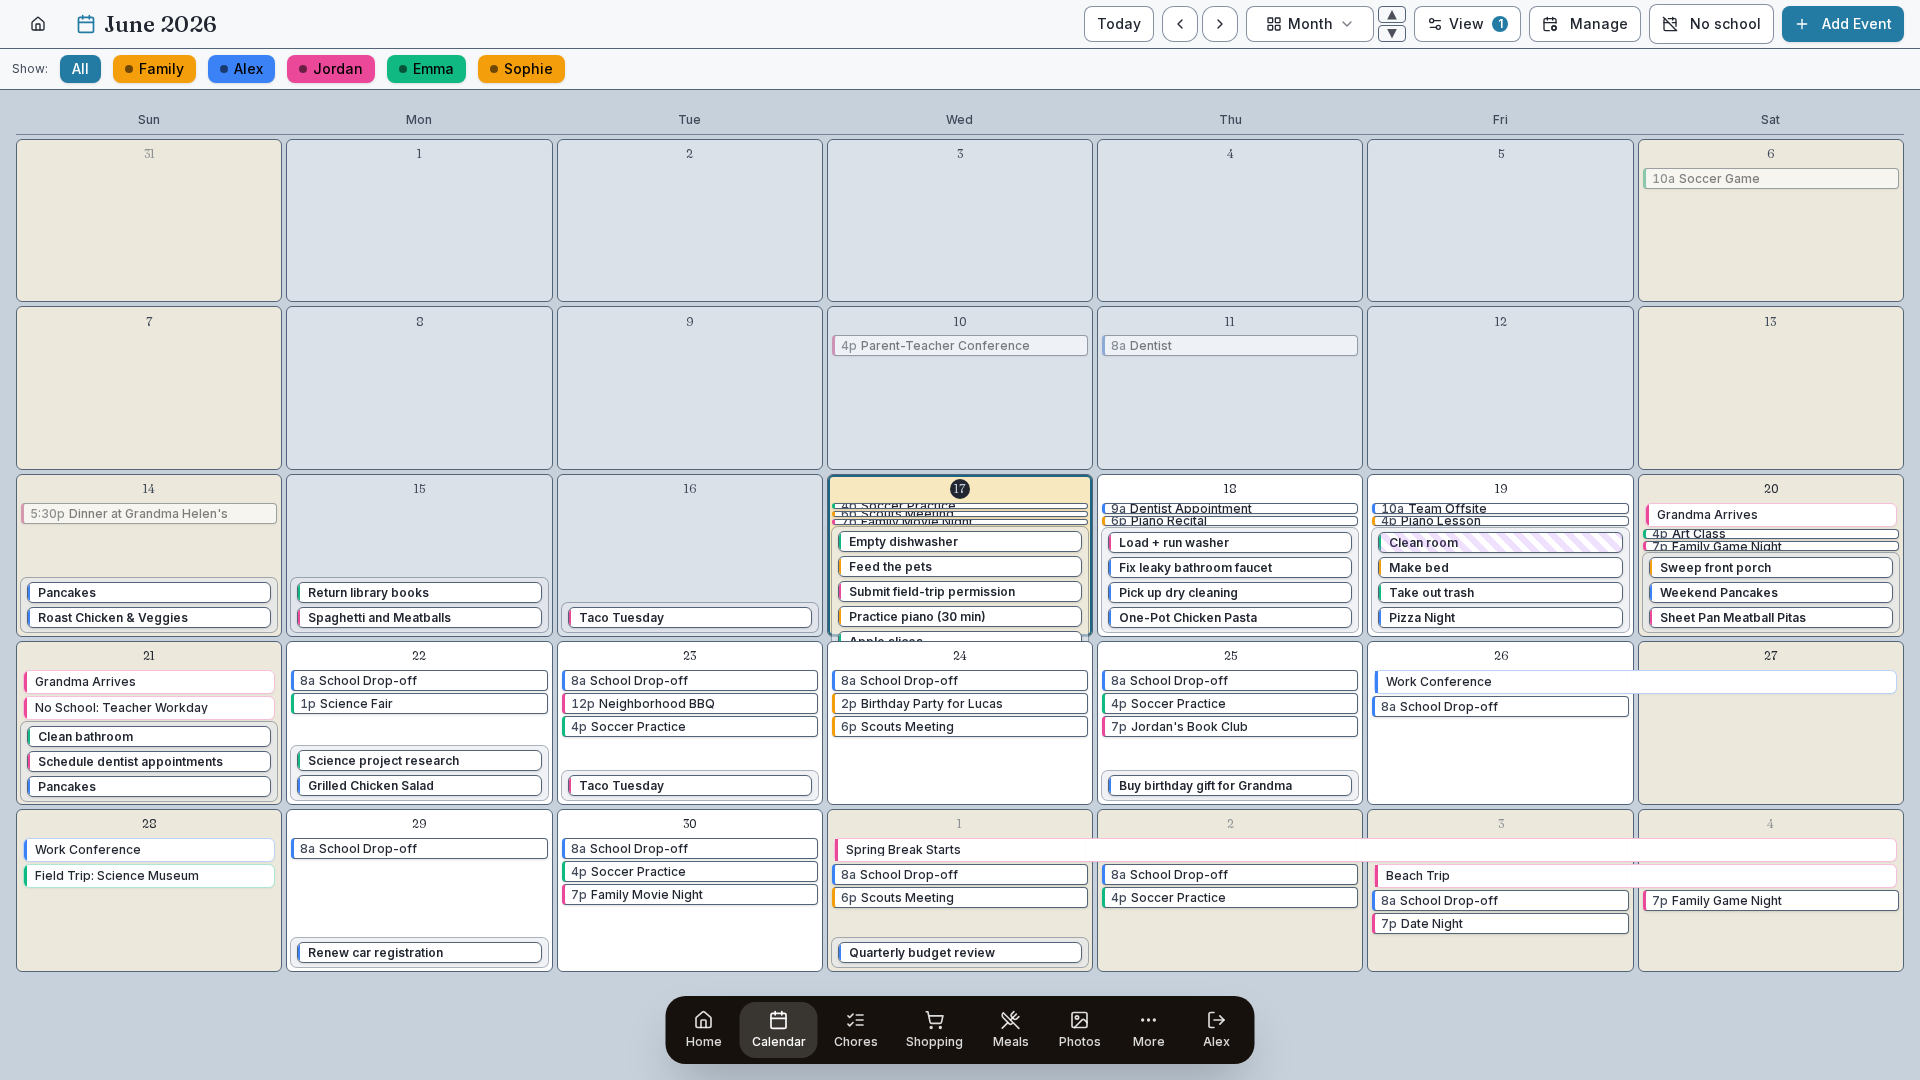 June 2026
Today
Month
▲
▼
View 1
Manage
No school
Add Event
Show:
All
Family
Alex
Jordan
Emma
Sophie
Sun Mon Tue Wed Thu Fri Sat
31 1 2 3 4 5 6
10a Soccer Game
7 8 9 10 11 12 13
4p Parent-Teacher Conference
8a Dentist
14
5:30p Dinner at Grandma Helen's
Pancakes
Roast Chicken & Veggies
15
Return library books
Spaghetti and Meatballs
16
Taco Tuesday
17
4p Soccer Practice
6p Scouts Meeting
7p Family Movie Night
Empty dishwasher
Feed the pets
Submit field-trip permission
Practice piano (30 min)
Apple slices
18
9a Dentist Appointment
6p Piano Recital
Load + run washer
Fix leaky bathroom faucet
Pick up dry cleaning
One-Pot Chicken Pasta
19
10a Team Offsite
4p Piano Lesson
Clean room
Make bed
Take out trash
Pizza Night
20
Grandma Arrives
4p Art Class
7p Family Game Night
Sweep front porch
Weekend Pancakes
Sheet Pan Meatball Pitas
21
Grandma Arrives
No School: Teacher Workday
Clean bathroom
Schedule dentist appointments
Pancakes
22
8a School Drop-off
1p Science Fair
Science project research
Grilled Chicken Salad
23
8a School Drop-off
12p Neighborhood BBQ
4p Soccer Practice
Taco Tuesday
24
8a School Drop-off
2p Birthday Party for Lucas
6p Scouts Meeting
25
8a School Drop-off
4p Soccer Practice
7p Jordan's Book Club
Buy birthday gift for Grandma
26
Work Conference
8a School Drop-off
27
28
Work Conference
Field Trip: Science Museum
29
8a School Drop-off
Renew car registration
30
8a School Drop-off
4p Soccer Practice
7p Family Movie Night
1
Spring Break Starts
8a School Drop-off
6p Scouts Meeting
Quarterly budget review
2
8a School Drop-off
4p Soccer Practice
3
Beach Trip
8a School Drop-off
7p Date Night
4
7p Family Game Night
Home
Calendar
Chores
Shopping
Meals
Photos
More
Alex